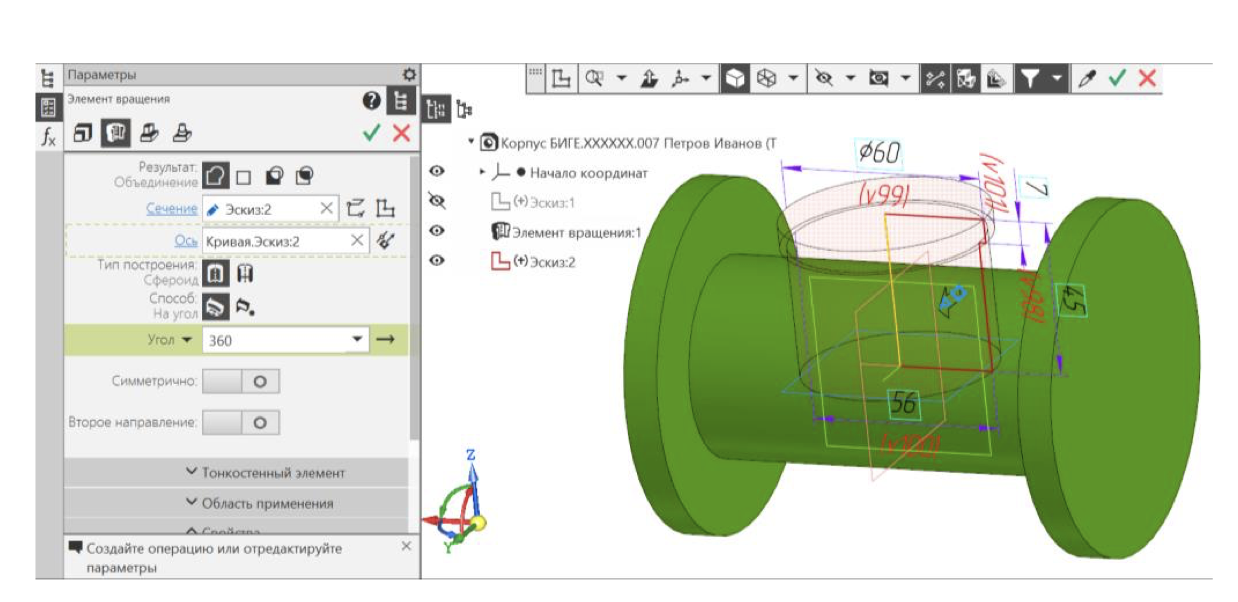 Параметры
Элемент вращения
Результат:
Объединение
Сечение
Эскиз:2
Ось
Кривая.Эскиз:2
Тип построения:
Сфероид
Способ:
На угол
Угол
360
Симметрично:
Второе направление:
Тонкостенный элемент
Область применения
Свойства
Создайте операцию или отредактируйте
параметры
fx
Корпус БИГЕ.XXXXXX.007 Петров Иванов (Т
Начало координат
(+) Эскиз:1
Элемент вращения:1
(+) Эскиз:2
Ø60
(v99)
(v101)
7
(v98)
45
56
(v100)
Z
Y